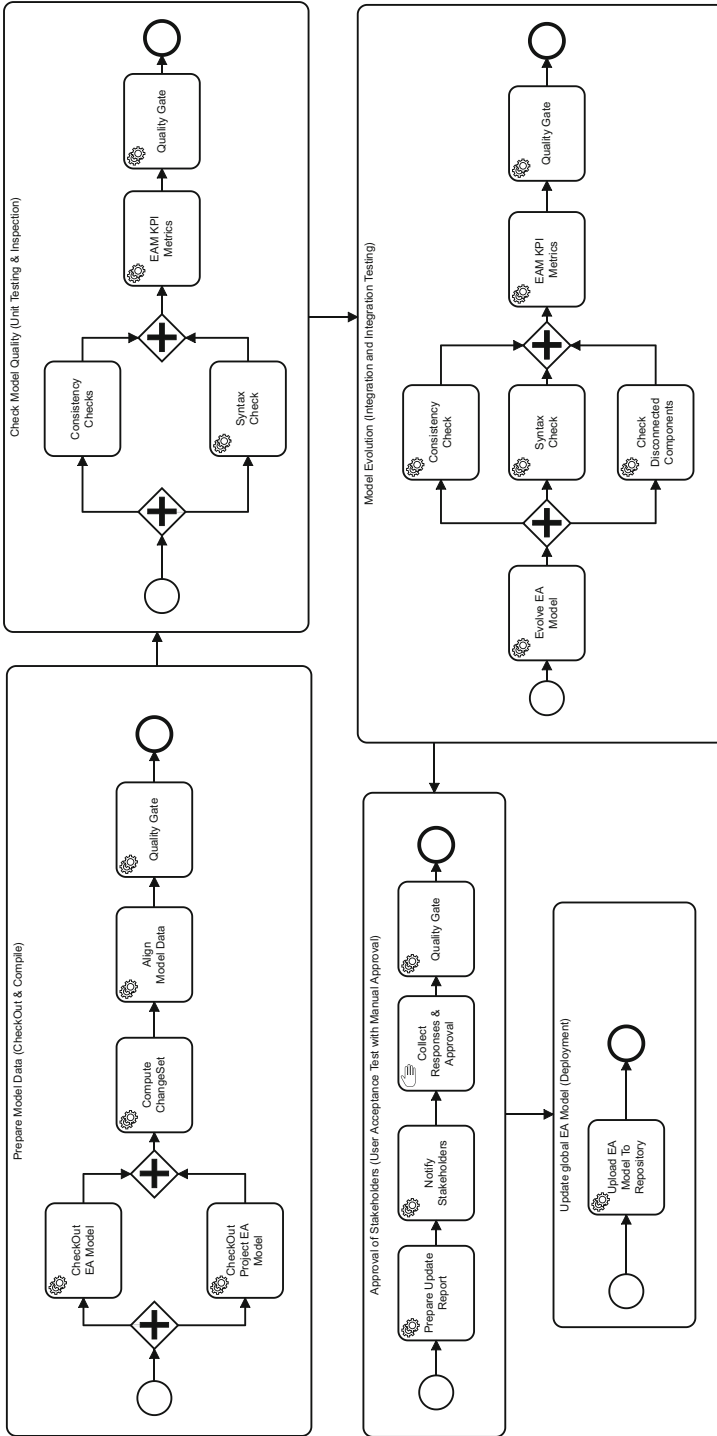 Prepare Model Data (CheckOut & Compile)
CheckOut
EA Model
CheckOut
Project EA
Model
Compute
ChangeSet
Align
Model Data
Quality Gate
Check Model Quality (Unit Testing & Inspection)
Consistency
Checks
Syntax
Check
EAM KPI
Metrics
Quality Gate
Model Evolution (Integration and Integration Testing)
Evolve EA
Model
Consistency
Check
Syntax
Check
Check
Disconnected
Components
EAM KPI
Metrics
Quality Gate
Approval of Stakeholders (User Acceptance Test with Manual Approval)
Prepare Update
Report
Notify
Stakeholders
Collect
Responses &
Approval
Quality Gate
Update global EA Model (Deployment)
Upload EA
Model To
Repository